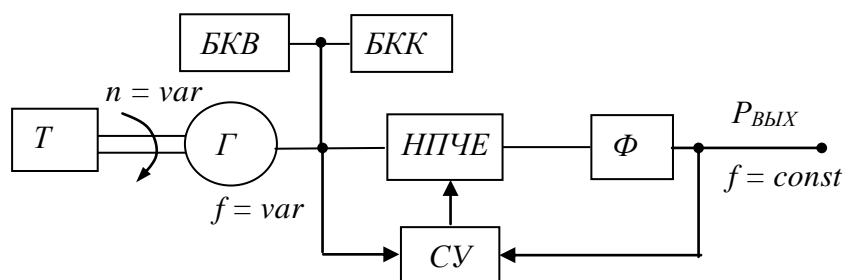 БКВ БКК
n = var
Т Г НПЧЕ Ф
P_ВЫХ
f = var
f = const
СУ